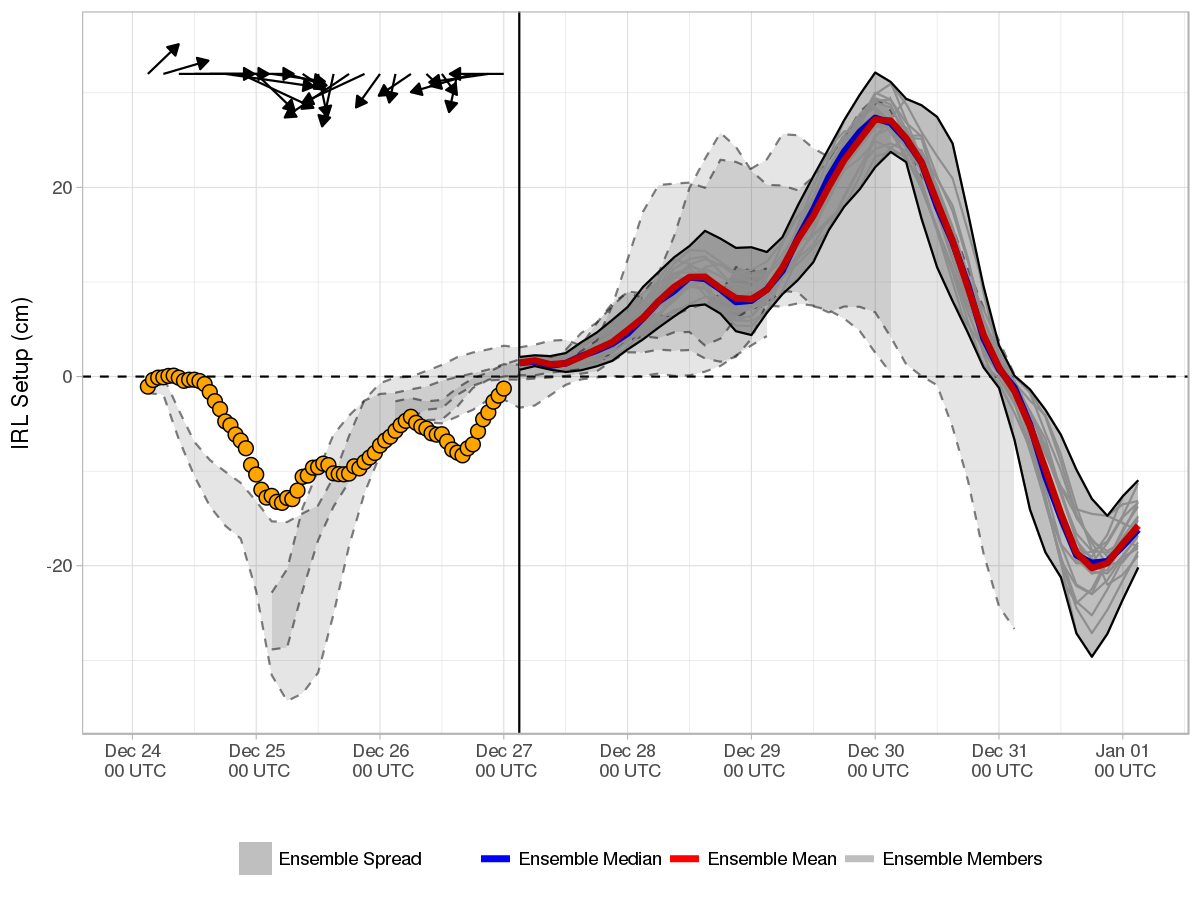 IRL Setup (cm)
20
0
-20
Dec 24 Dec 25 Dec 26 Dec 27 Dec 28 Dec 29 Dec 30 Dec 31 Jan 01
00 UTC 00 UTC 00 UTC 00 UTC 00 UTC 00 UTC 00 UTC 00 UTC 00 UTC
Ensemble Spread Ensemble Median Ensemble Mean Ensemble Members